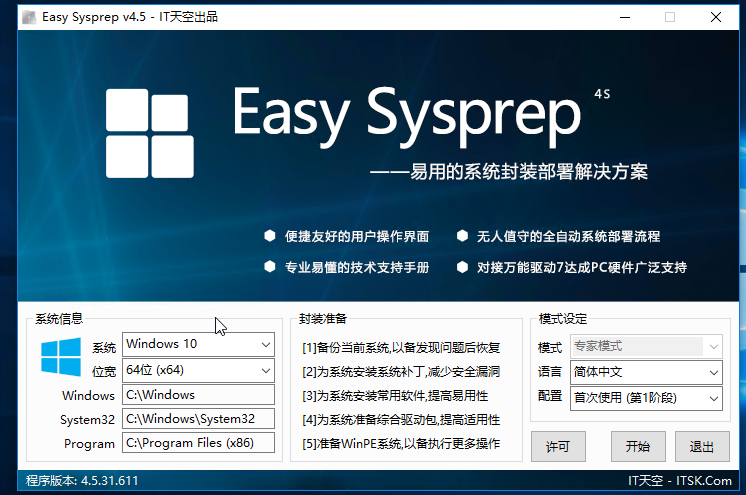 Easy Sysprep v4.5 - IT天空出品
Easy Sysprep 4S
——易用的系统封装部署解决方案
便捷友好的用户操作界面 无人值守的全自动系统部署流程
专业易懂的技术支持手册 对接万能驱动7达成PC硬件广泛支持
系统信息
系统 Windows 10
位宽 64位 (x64)
Windows C:\Windows
System32 C:\Windows\System32
Program C:\Program Files (x86)
封装准备
[1]备份当前系统,以备发现问题后恢复
[2]为系统安装系统补丁,减少安全漏洞
[3]为系统安装常用软件,提高易用性
[4]为系统准备综合驱动包,提高适用性
[5]准备WinPE系统,以备执行更多操作
模式设定
模式 专家模式
语言 简体中文
配置 首次使用 (第1阶段)
许可 开始 退出
程序版本: 4.5.31.611 IT天空 - ITSK.Com